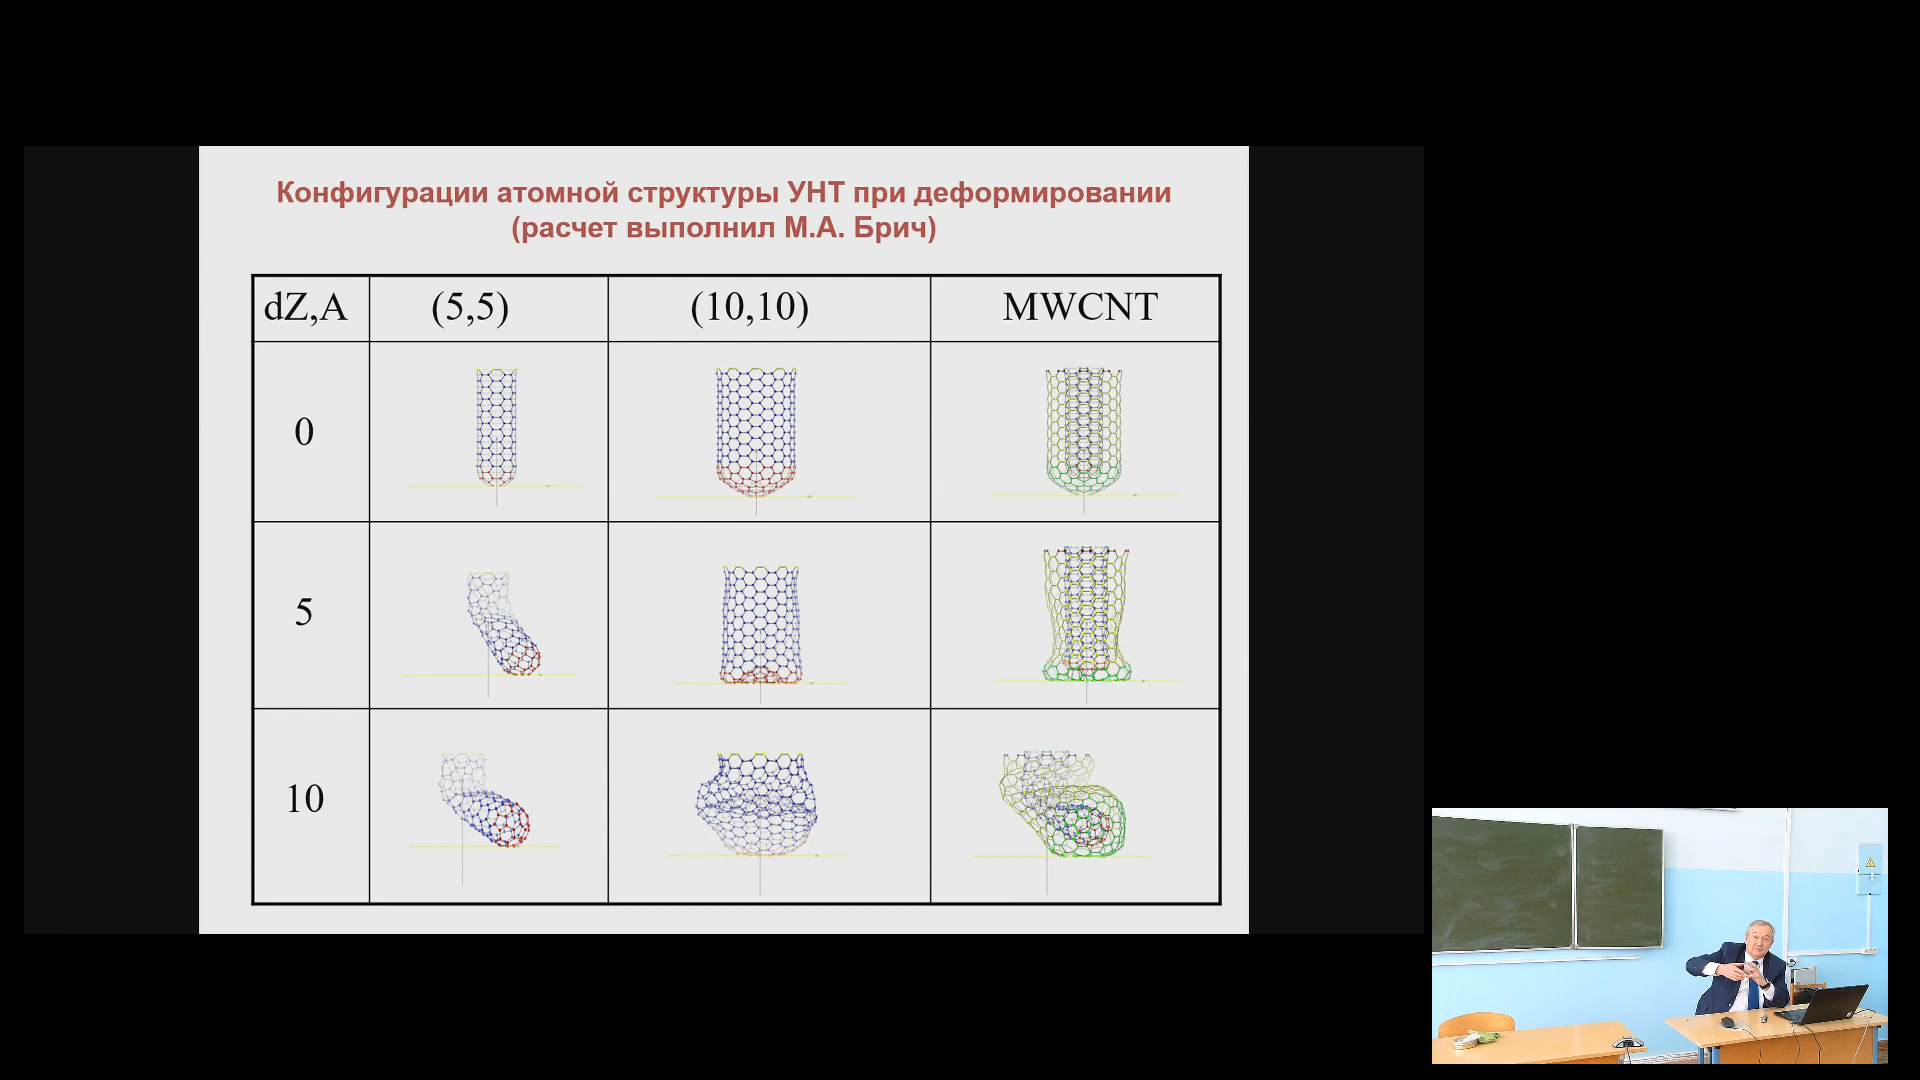 Конфигурации атомной структуры УНТ при деформировании
(расчет выполнил М.А. Брич)
dZ,A (5,5) (10,10) MWCNT
0
5
10